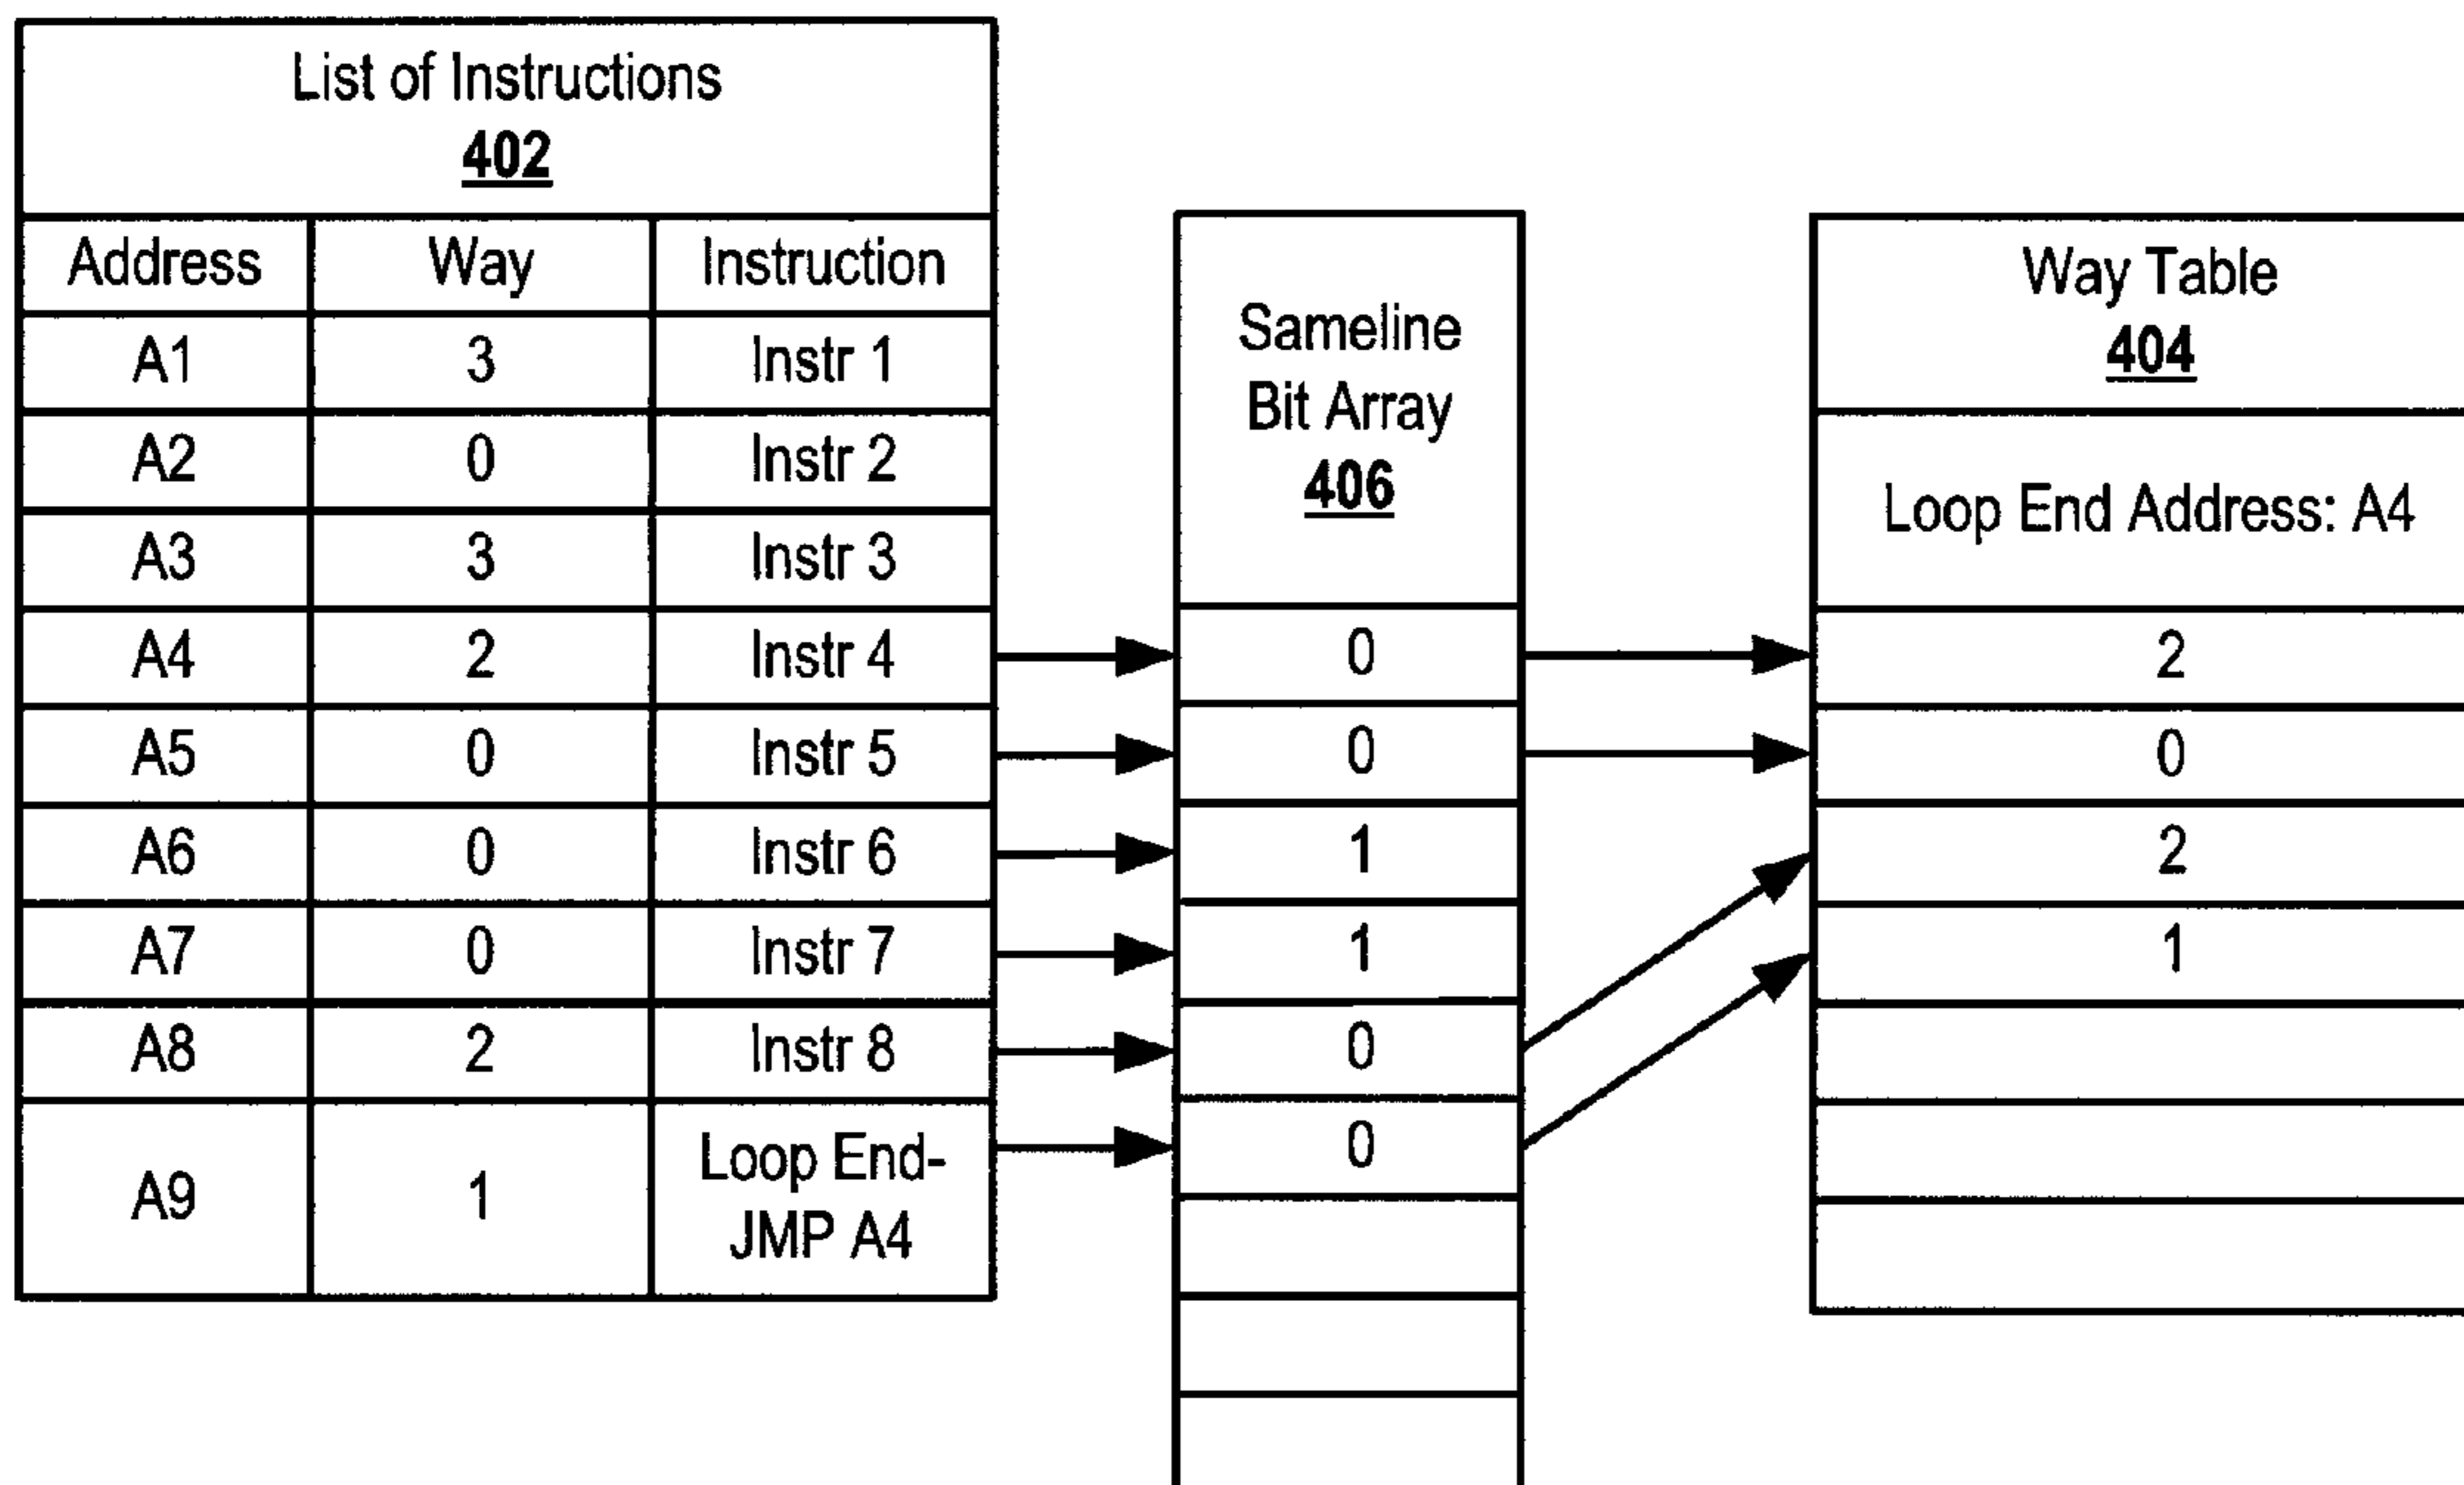 List of Instructions
402
Address Way Instruction
A1 3 Instr 1
A2 0 Instr 2
A3 3 Instr 3
A4 2 Instr 4
A5 0 Instr 5
A6 0 Instr 6
A7 0 Instr 7
A8 2 Instr 8
A9 1 Loop End-
JMP A4
Sameline
Bit Array
406
0
0
1
1
0
0
Way Table
404
Loop End Address: A4
2
0
2
1